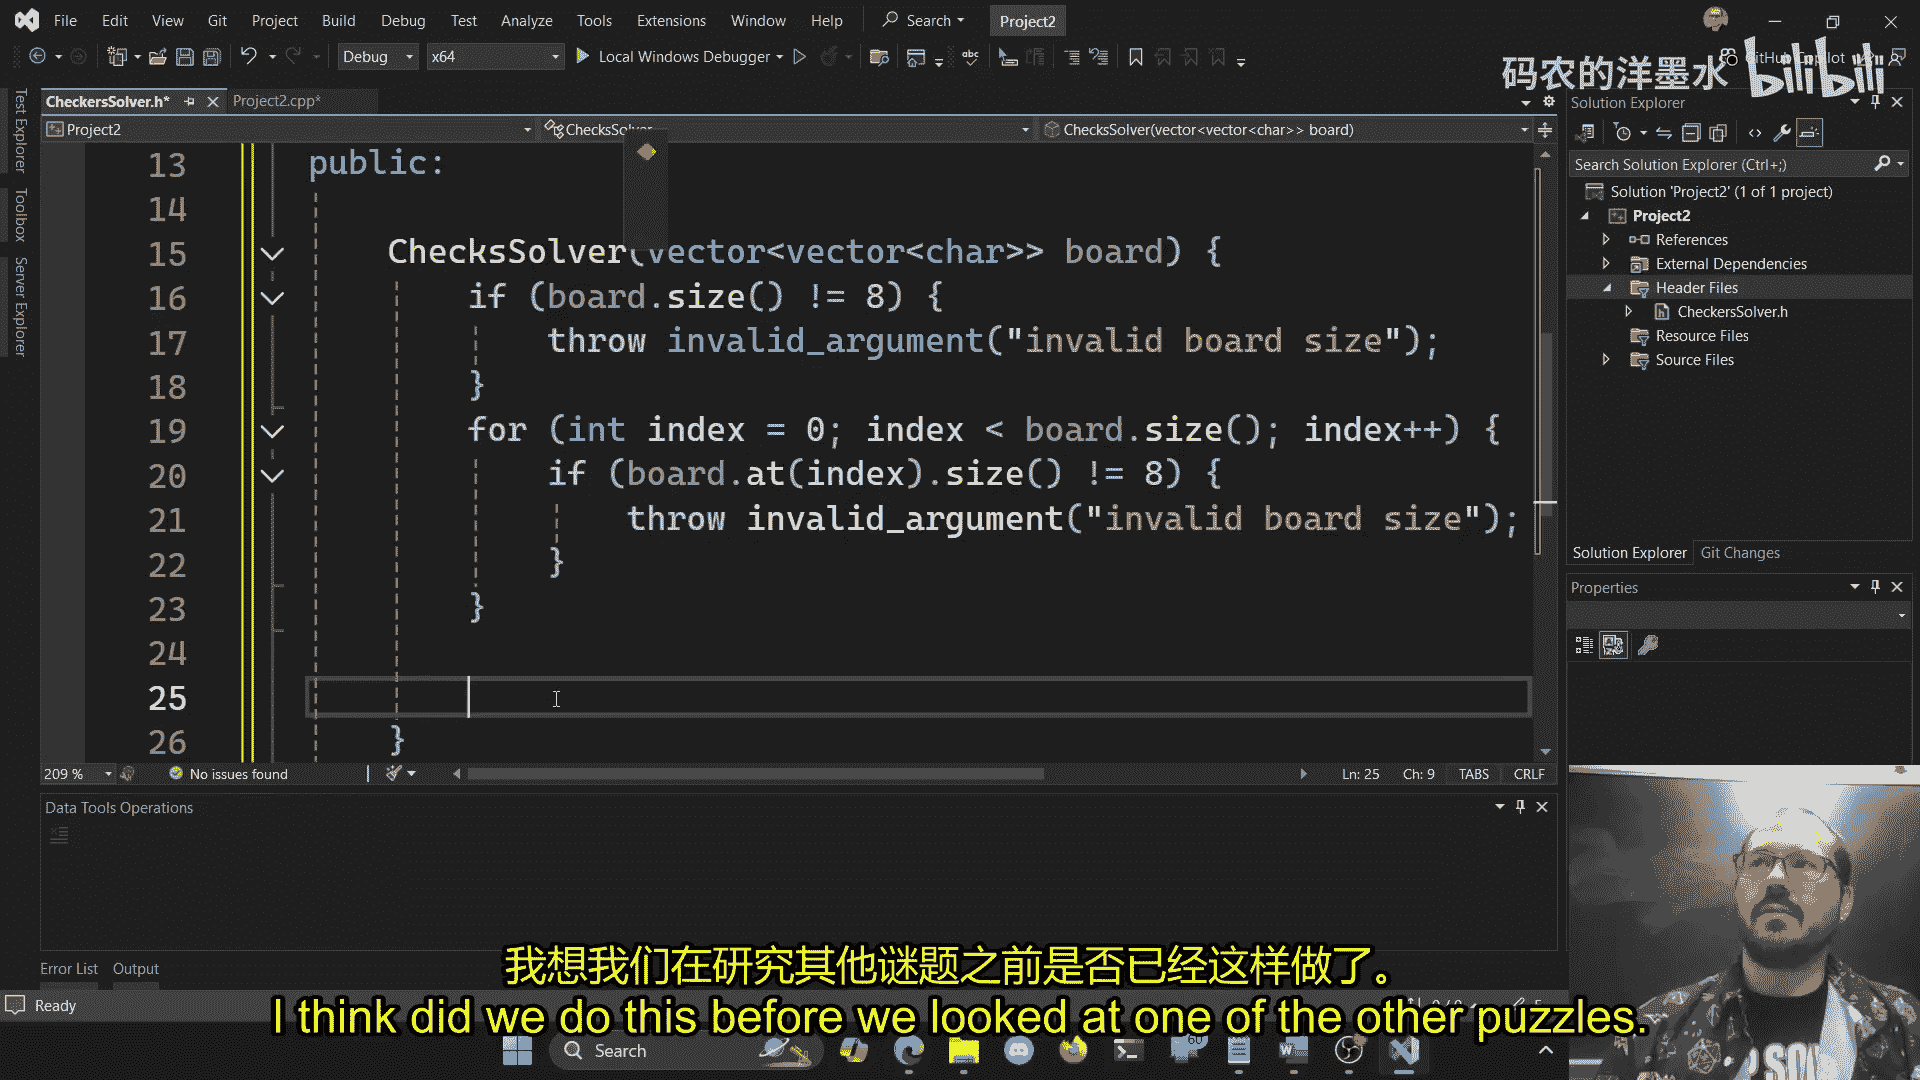 File Edit View Git Project Build Debug Test Analyze Tools Extensions Window Help Search Project2
Debug x64 Local Windows Debugger
码农的洋墨水 bilibili
CheckersSolver.h* Project2.cpp*
Project2 ChecksSolver ChecksSolver(vector<vector<char>> board)
Test Explorer
Toolbox
Server Explorer
13 public:
14
15 ChecksSolver(vector<vector<char>> board) {
16 if (board.size() != 8) {
17 throw invalid_argument("invalid board size");
18 }
19 for (int index = 0; index < board.size(); index++) {
20 if (board.at(index).size() != 8) {
21 throw invalid_argument("invalid board size");
22 }
23 }
24
25
26 }
209 % No issues found Ln: 25 Ch: 9 TABS CRLF
Data Tools Operations
Error List Output
Ready
Solution Explorer
Search Solution Explorer (Ctrl+;)
Solution 'Project2' (1 of 1 project)
Project2
References
External Dependencies
Header Files
CheckersSolver.h
Resource Files
Source Files
Solution Explorer Git Changes
Properties
我想我们在研究其他谜题之前是否已经这样做了。
I think did we do this before we looked at one of the other puzzles.
Search